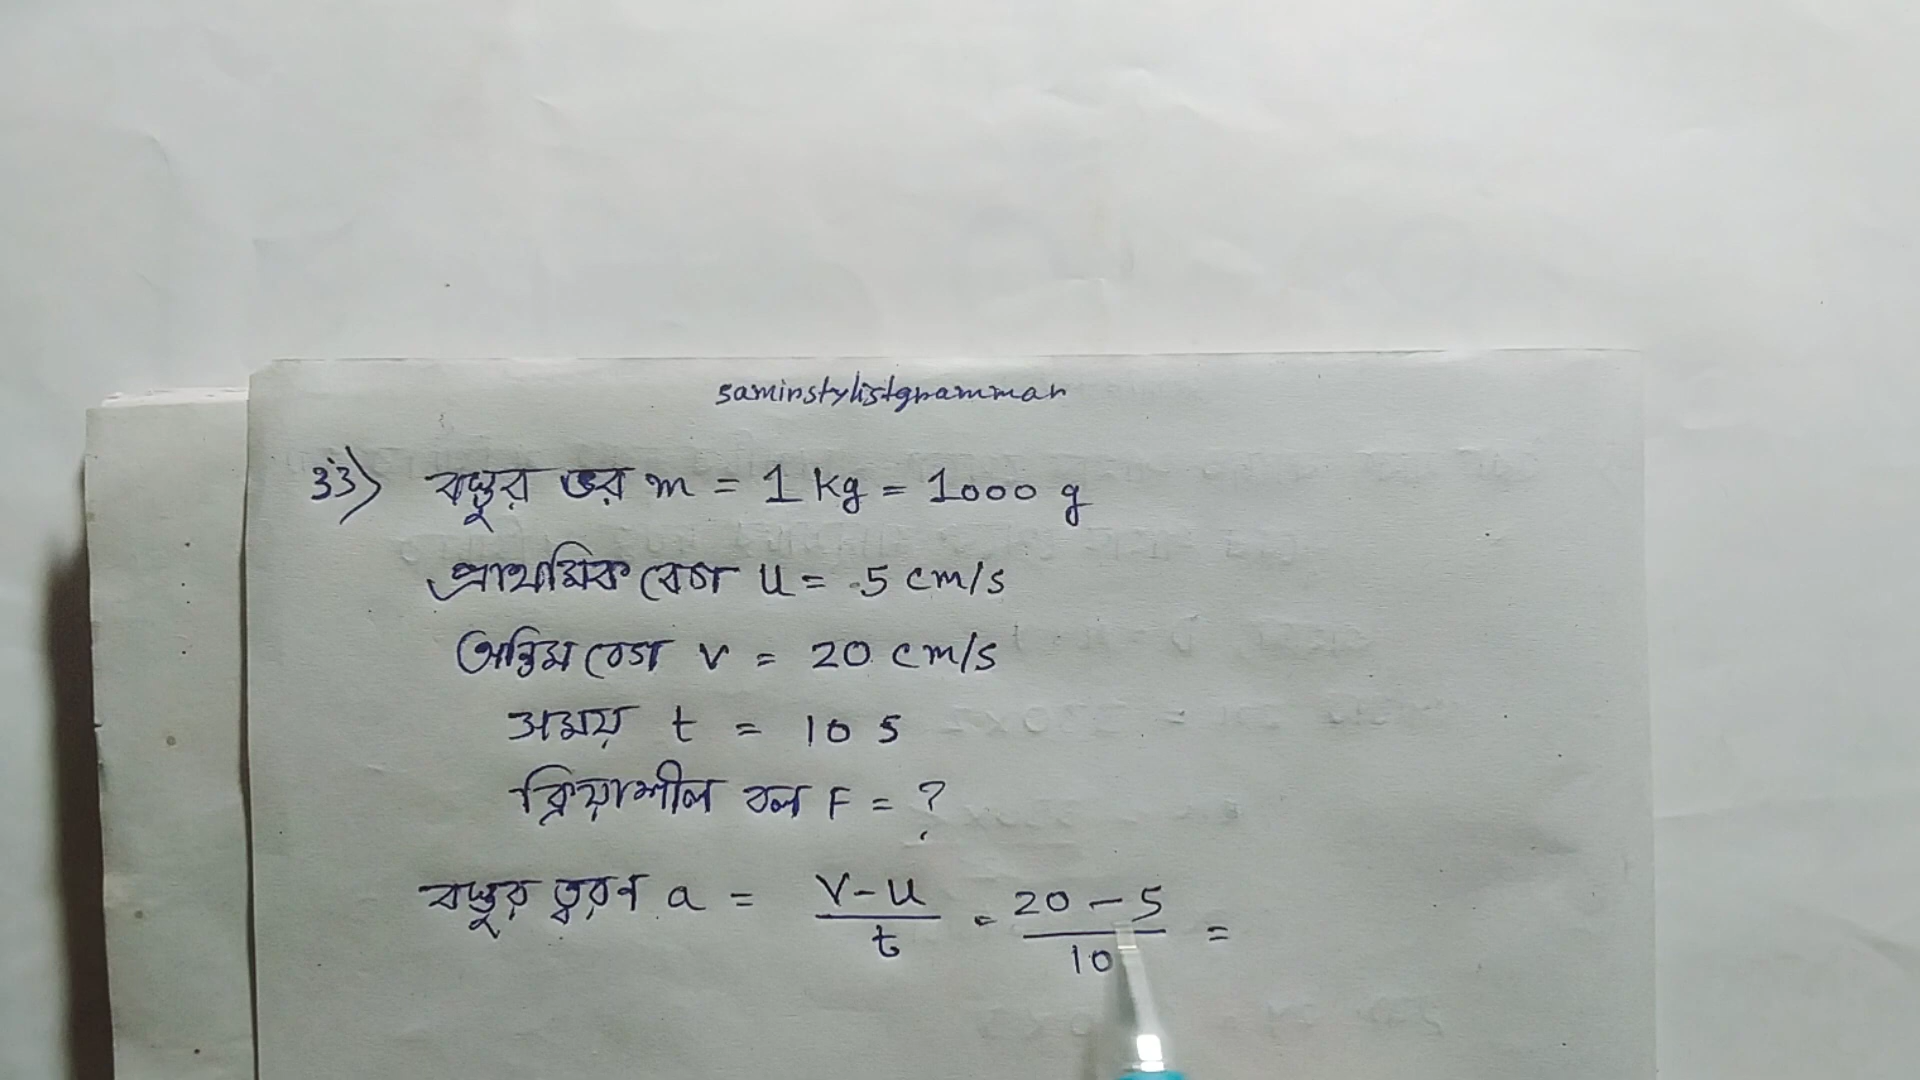 saminstylistgrammar
33) বস্তুর ভর m = 1 kg = 1000 g
প্রাথমিক বেগ u = 5 cm/s
অন্তিম বেগ v = 20 cm/s
সময় t = 10 s
ক্রিয়াশীল বল F = ?
বস্তুর ত্বরণ a = v-u/t = 20-5/10 =